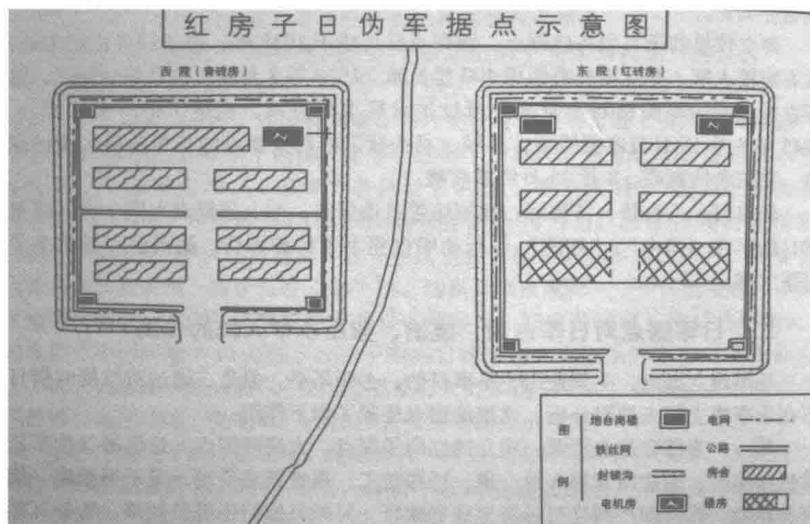 红房子日伪军据点示意图
西院（青砖房）
东院（红砖房）
图例
炮台岗楼
电网
铁丝网
公路
封锁沟
房舍
电机房
楼房